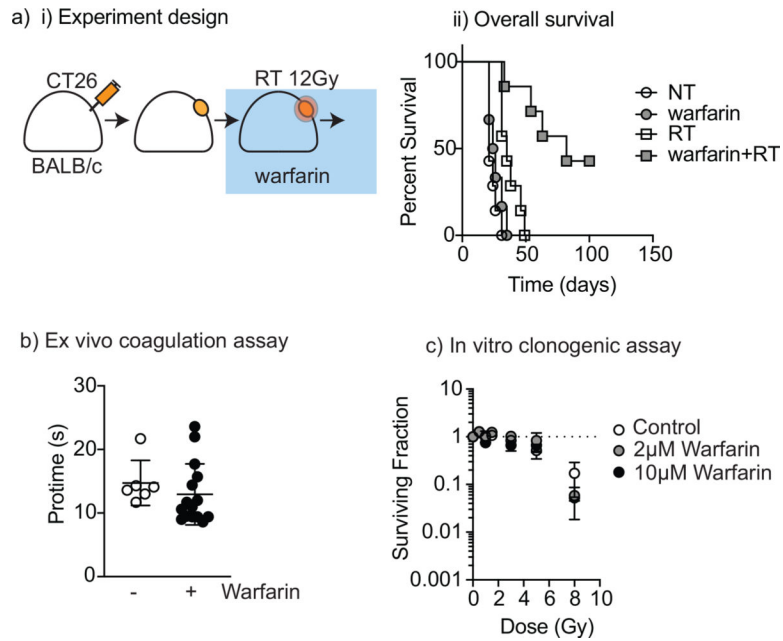 a) i) Experiment design
ii) Overall survival
CT26
RT 12Gy
BALB/c
warfarin
Percent Survival
100
50
0
0 50 100 150
Time (days)
NT
warfarin
RT
warfarin+RT
b) Ex vivo coagulation assay
Protime (s)
30
20
10
0
- + Warfarin
c) In vitro clonogenic assay
Surviving Fraction
1
0.1
0.01
0.001
0 2 4 6 8 10
Dose (Gy)
Control
2µM Warfarin
10µM Warfarin